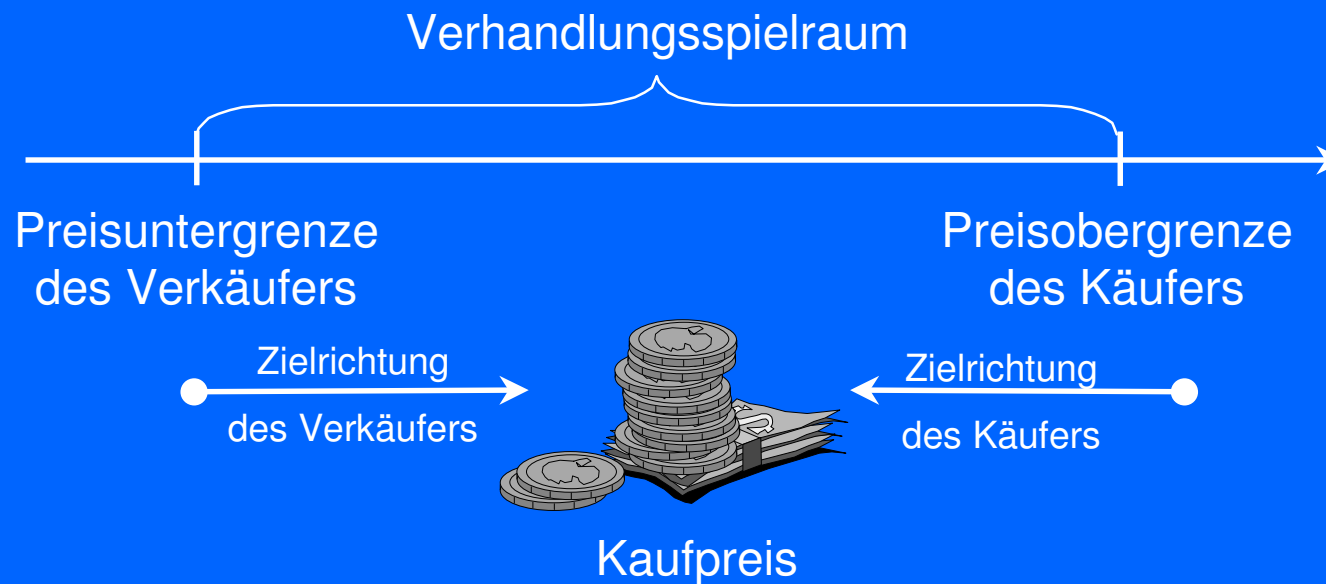 Verhandlungsspielraum
Preisuntergrenze
des Verkäufers
Preisobergrenze
des Käufers
Zielrichtung
des Verkäufers
Zielrichtung
des Käufers
Kaufpreis